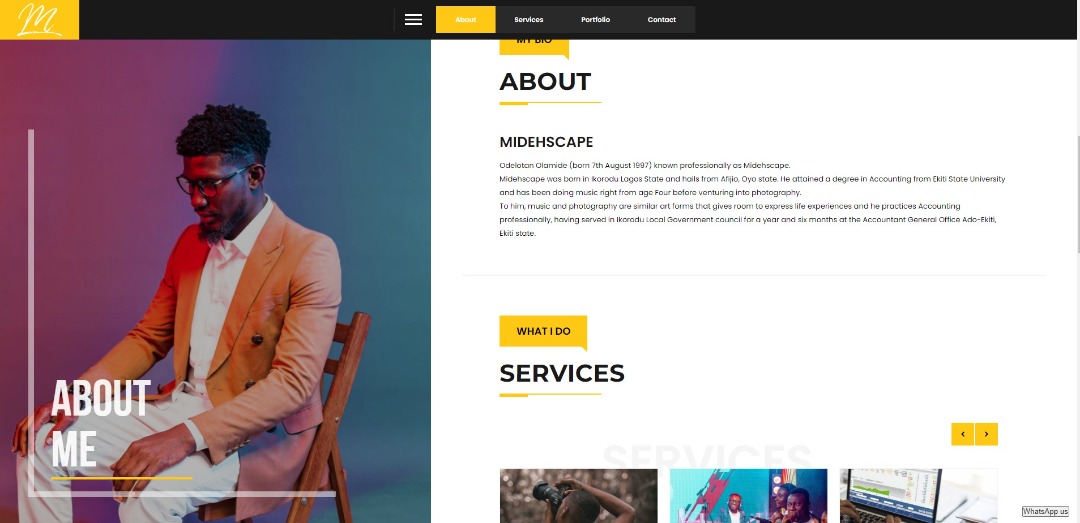 M
About
Services
Portfolio
Contact
ABOUT
ME
MY BIO
ABOUT
MIDEHSCAPE
Odelotan Olamide (born 7th August 1997) known professionally as Midehscape.
Midehscape was born in Ikorodu Lagos State and hails from Afijio, Oyo state. He attained a degree in Accounting from Ekiti State University
and has been doing music right from age Four before venturing into photography.
To him, music and photography are similar art forms that gives room to express life experiences and he practices Accounting
professionally, having served in Ikorodu Local Government council for a year and six months at the Accountant General Office Ado-Ekiti,
Ekiti state.
WHAT I DO
SERVICES
SERVICES
WhatsApp us